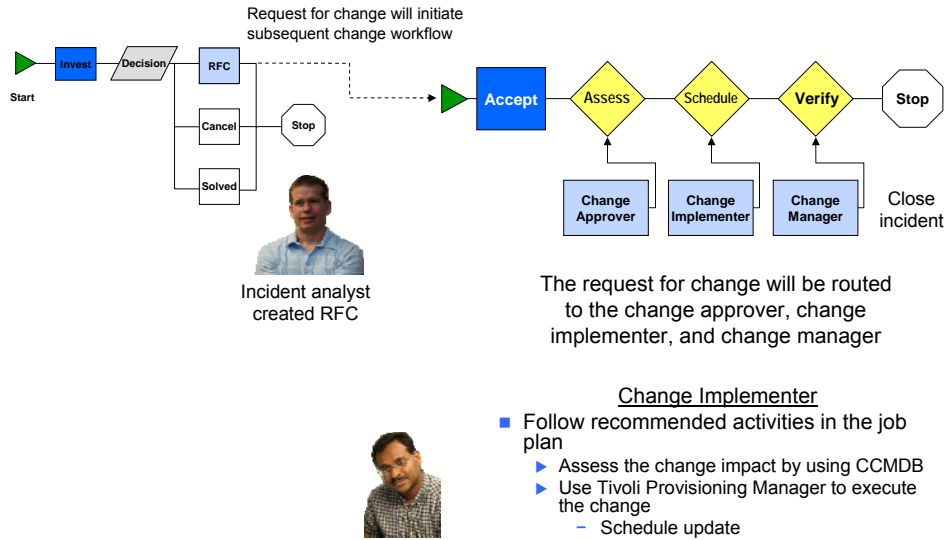 Request for change will initiate
subsequent change workflow
Start
Invest
Decision
RFC
Cancel
Solved
Stop
Accept
Assess
Schedule
Verify
Stop
Change
Approver
Change
Implementer
Change
Manager
Close
incident
Incident analyst
created RFC
The request for change will be routed
to the change approver, change
implementer, and change manager
Change Implementer
Follow recommended activities in the job
plan
Assess the change impact by using CCMDB
Use Tivoli Provisioning Manager to execute
the change
– Schedule update